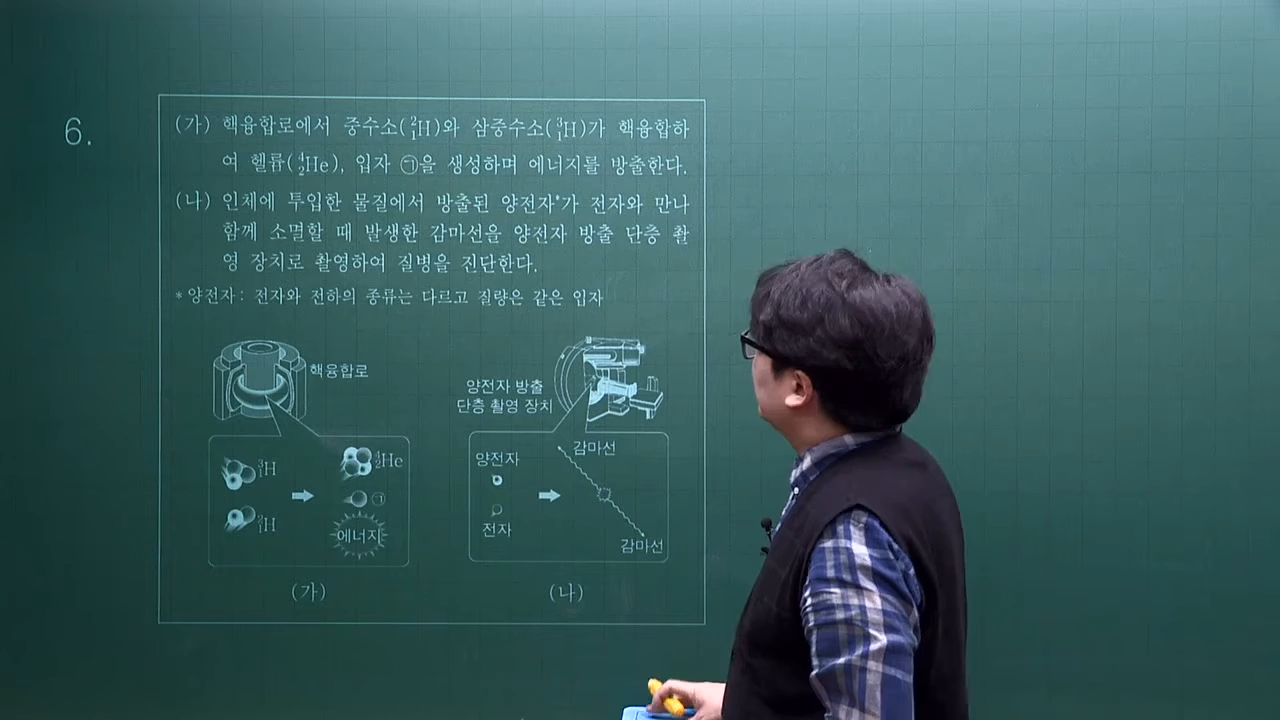 6.
(가) 핵융합로에서 중수소(²₁H)와 삼중수소(³₁H)가 핵융합하
여 헬륨(⁴₂He), 입자 ㉠을 생성하며 에너지를 방출한다.
(나) 인체에 투입한 물질에서 방출된 양전자*가 전자와 만나
함께 소멸할 때 발생한 감마선을 양전자 방출 단층 촬
영 장치로 촬영하여 질병을 진단한다.
*양전자: 전자와 전하의 종류는 다르고 질량은 같은 입자
핵융합로
³₁H
²₁H
⁴₂He
㉠
에너지
(가)
양전자 방출
단층 촬영 장치
양전자
전자
감마선
감마선
(나)